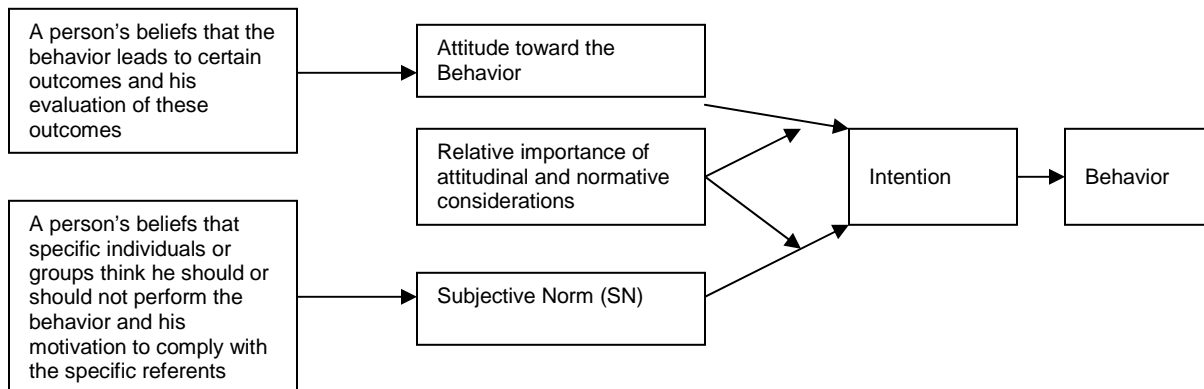 A person's beliefs that the
behavior leads to certain
outcomes and his
evaluation of these
outcomes
Attitude toward the
Behavior
Relative importance of
attitudinal and normative
considerations
Intention
Behavior
A person's beliefs that
specific individuals or
groups think he should or
should not perform the
behavior and his
motivation to comply with
the specific referents
Subjective Norm (SN)